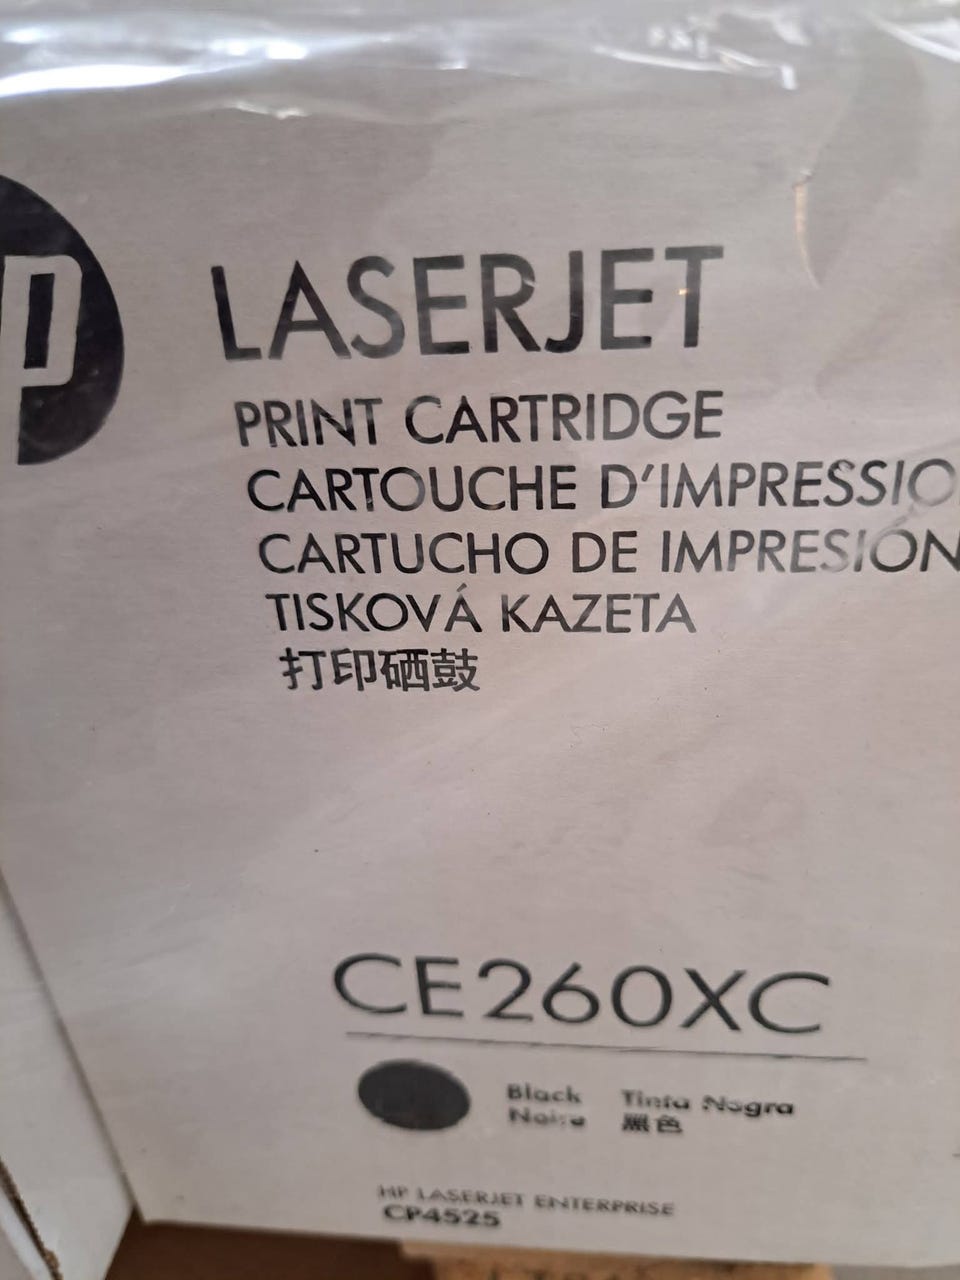 hp
LASERJET
PRINT CARTRIDGE
CARTOUCHE D'IMPRESSIO
CARTUCHO DE IMPRESIÓN
TISKOVÁ KAZETA
打印硒鼓
CE260XC
Black Tinta Negra
Noire 黑色
HP LASERJET ENTERPRISE
CP4525